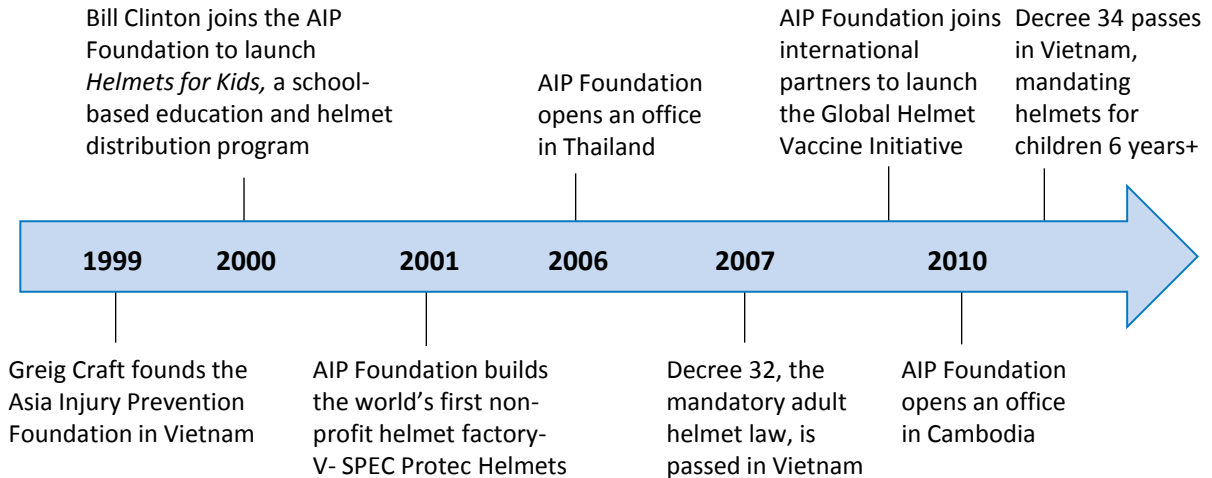 Bill Clinton joins the AIP
Foundation to launch
Helmets for Kids, a school-
based education and helmet
distribution program
AIP Foundation
opens an office
in Thailand
AIP Foundation joins
international
partners to launch
the Global Helmet
Vaccine Initiative
Decree 34 passes
in Vietnam,
mandating
helmets for
children 6 years+
1999 2000 2001 2006 2007 2010
Greig Craft founds the
Asia Injury Prevention
Foundation in Vietnam
AIP Foundation builds
the world’s first non-
profit helmet factory-
V- SPEC Protec Helmets
Decree 32, the
mandatory adult
helmet law, is
passed in Vietnam
AIP Foundation
opens an office
in Cambodia